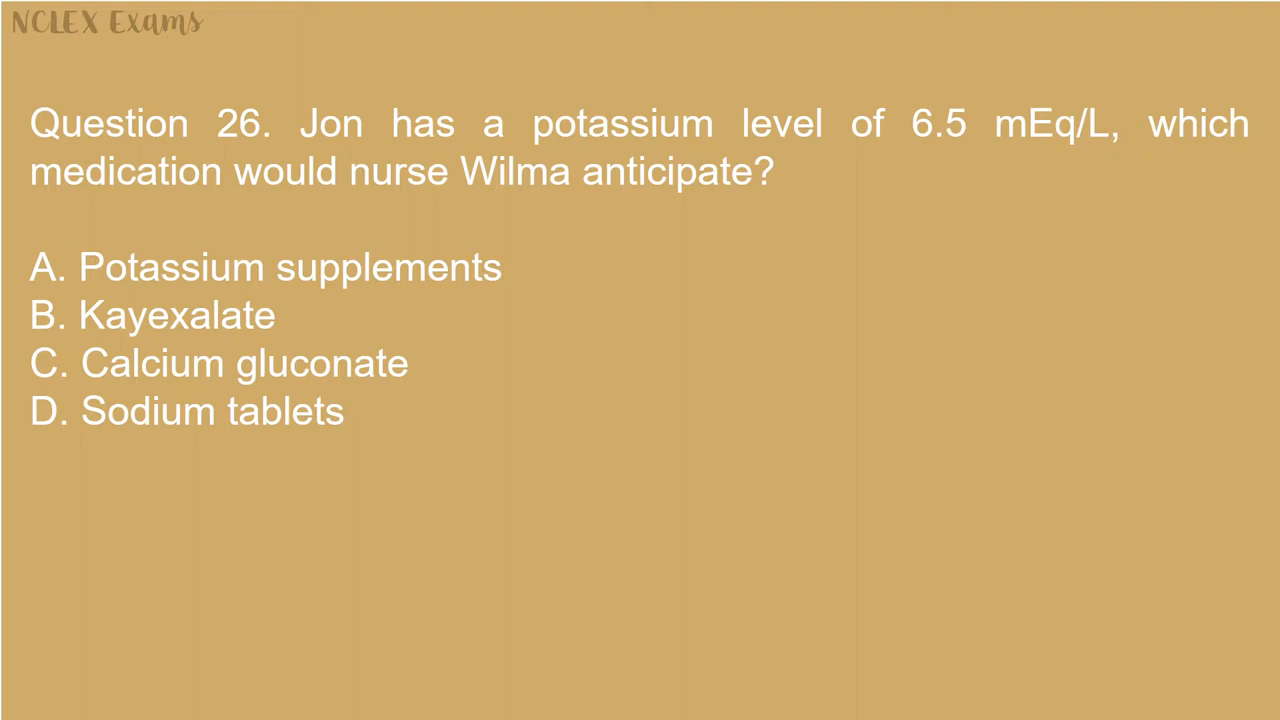 NCLEX Exams
Question 26. Jon has a potassium level of 6.5 mEq/L, which
medication would nurse Wilma anticipate?
A. Potassium supplements
B. Kayexalate
C. Calcium gluconate
D. Sodium tablets